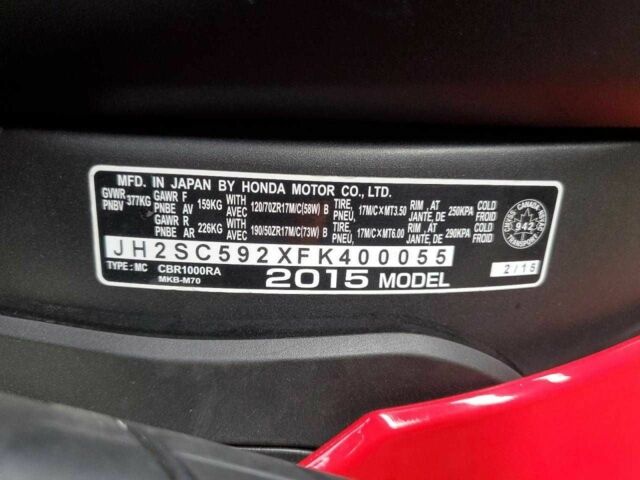 MFD. IN JAPAN BY HONDA MOTOR CO., LTD.
GVWR PNBV 377KG GAWR F PNBE AV 159KG WITH AVEC 120/70ZR17M/C(58W) B TIRE, PNEU, 17M/C×MT3.50 RIM, AT JANTE, DE 250KPA COLD FROID
GAWR R PNBE AR 226KG WITH AVEC 190/50ZR17M/C(73W) B TIRE, PNEU, 17M/C×MT6.00 RIM, AT JANTE, DE 290KPA COLD FROID
JH2SC592XFK400055
TYPE : MC CBR1000RA 2015 MODEL
MKB-M70
2/15
CANADA
942
TRANSPORT